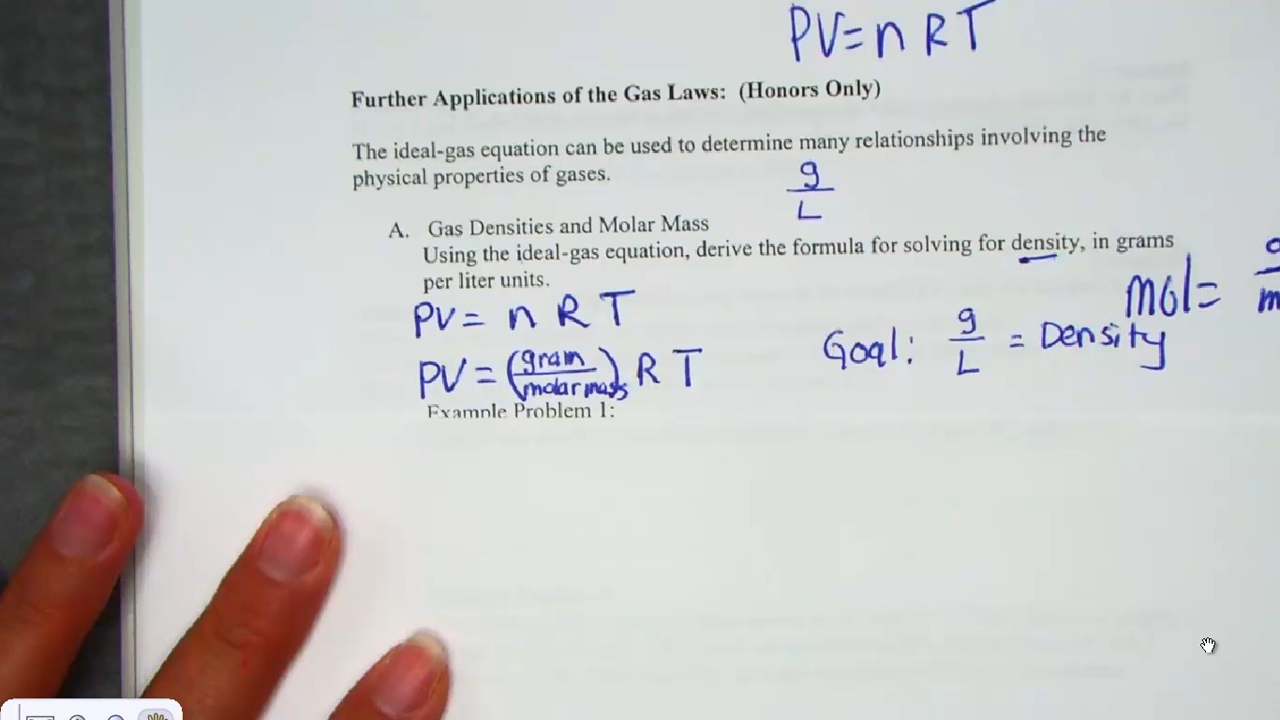 PV = n R T
Further Applications of the Gas Laws: (Honors Only)
The ideal-gas equation can be used to determine many relationships involving the
physical properties of gases.
g
L
A. Gas Densities and Molar Mass
Using the ideal-gas equation, derive the formula for solving for density, in grams
per liter units.
PV = n R T
mol =
Goal: g/L = Density
PV = (gram/molar mass) R T
Example Problem 1: